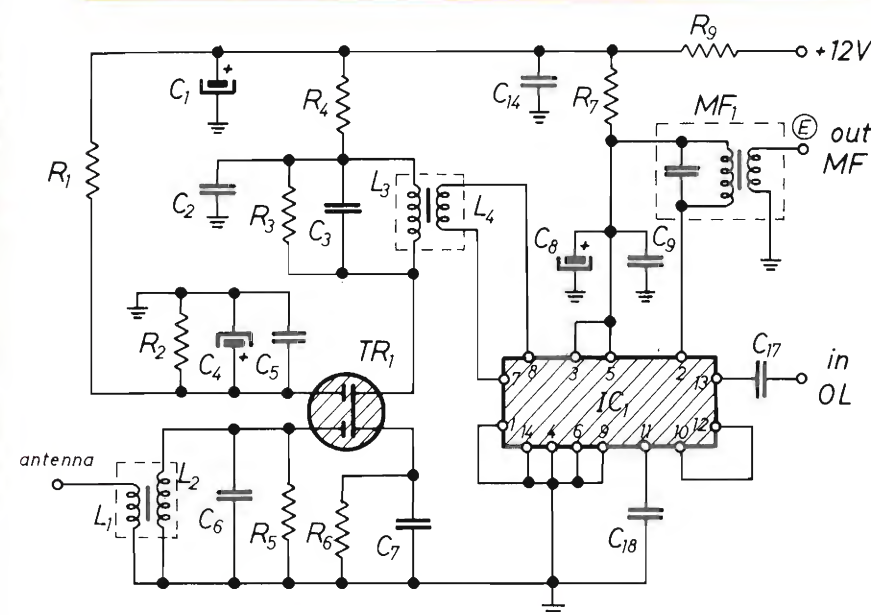 R9
+12V
C1
+
R4
C14
R7
MF1
E out
MF
R1
C2
R3
C3
L3
L4
C8
+
C9
R2
C4
+
C5
TR1
C17
in
OL
7 8 3 5 2 13
IC1
1 14 4 6 9 11 10 12
antenna
L1
L2
C6
R5
R6
C7
C18